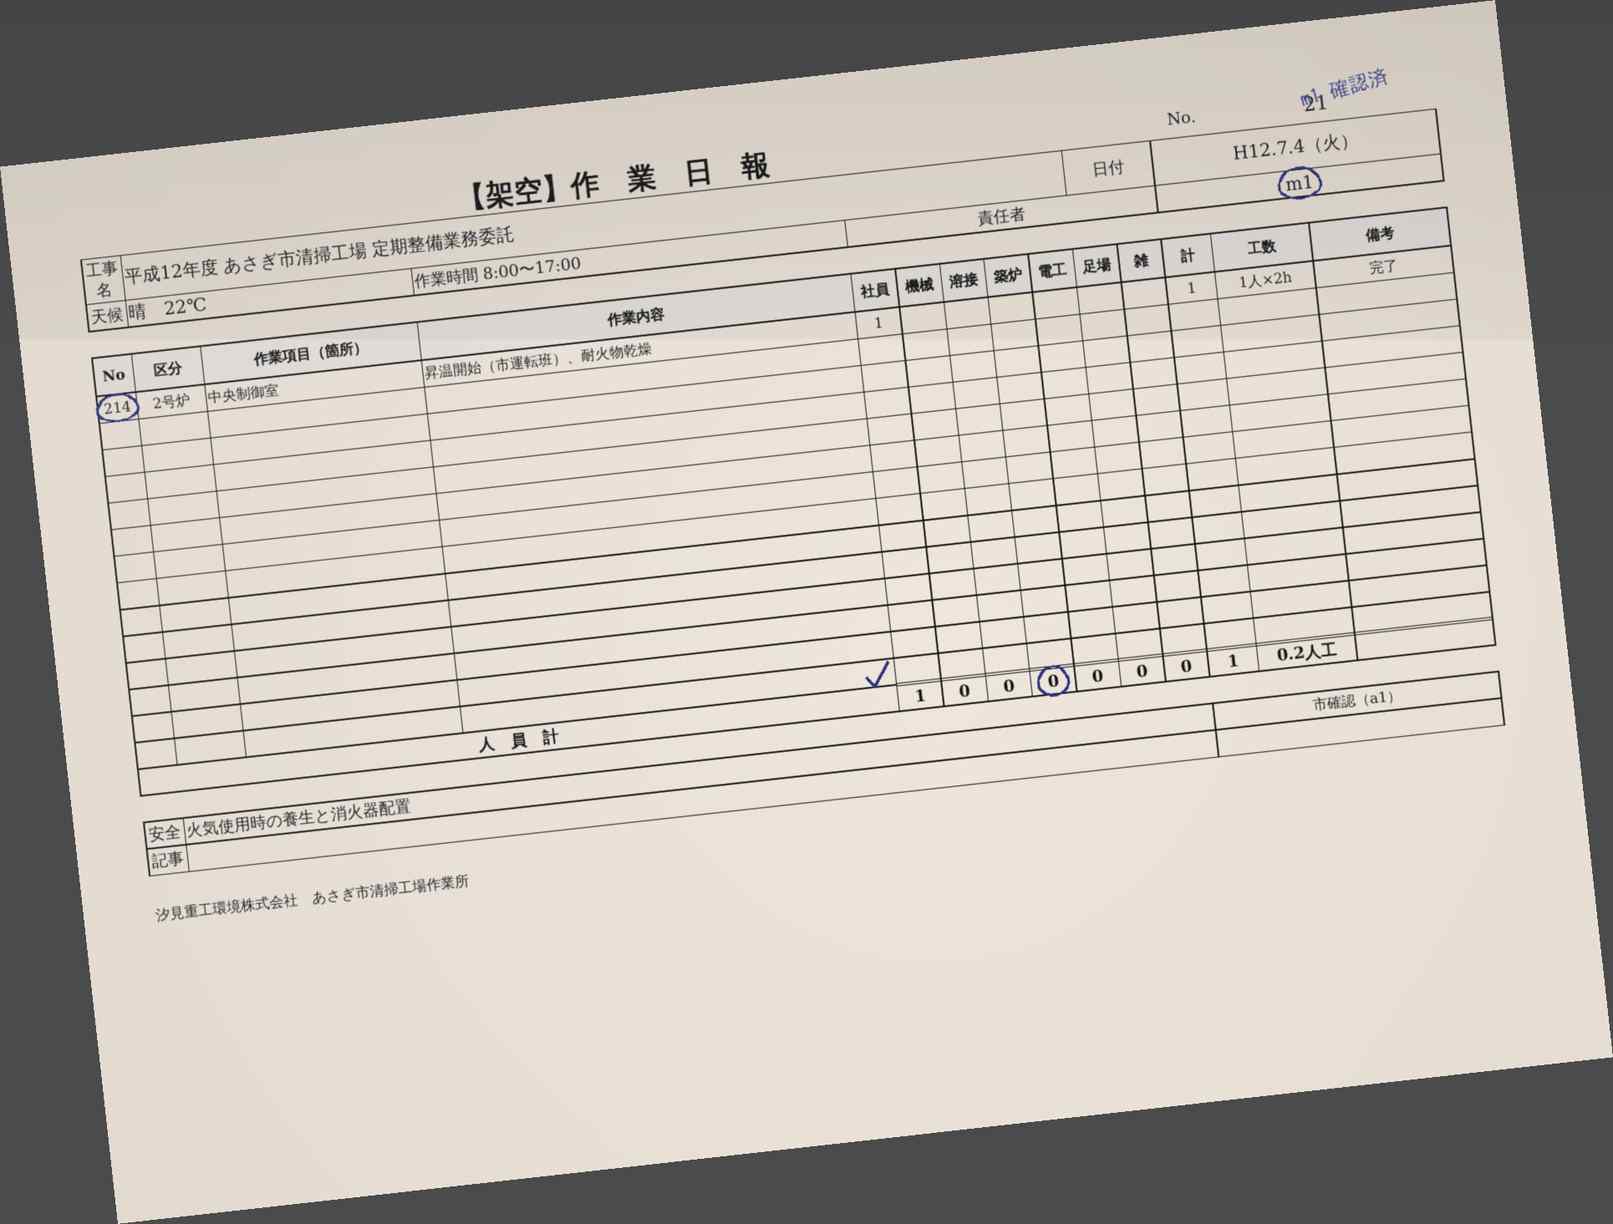 m1 確認済
No. 21
【架空】作 業 日 報
工事名 平成12年度 あさぎ市清掃工場 定期整備業務委託 日付 H12.7.4（火）
天候 晴 22℃ 作業時間 8:00〜17:00 責任者 m1
No 区分 作業項目（箇所） 作業内容 社員 機械 溶接 築炉 電工 足場 雑 計 工数 備考
214 2号炉 中央制御室 昇温開始（市運転班）、耐火物乾燥 1 1 1人×2h 完了
人 員 計 1 0 0 0 0 0 0 1 0.2人工
安全 火気使用時の養生と消火器配置 市確認（a1）
記事
汐見重工環境株式会社 あさぎ市清掃工場作業所